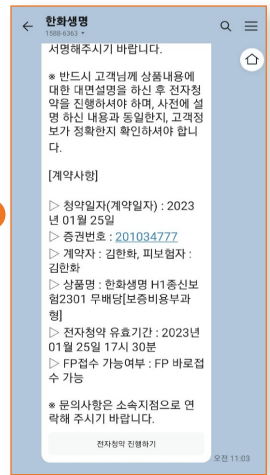 한화생명
1588-6363
서명해주시기 바랍니다.
※ 반드시 고객님께 상품내용에
대한 대면설명을 하신 후 전자청
약을 진행하셔야 하며, 사전에 설
명 하신 내용과 동일한지, 고객정
보가 정확한지 확인하셔야 합니
다.
[계약사항]
▷ 청약일자(계약일자) : 2023
년 01월 25일
▷ 증권번호 : 201034777
▷ 계약자 : 김한화, 피보험자 :
김한화
▷ 상품명 : 한화생명 H1종신보
험2301 무배당[보증비용부과
형]
▷ 전자청약 유효기간 : 2023년
01월 25일 17시 30분
▷ FP접수 가능여부 : FP 바로접
수 가능
※ 문의사항은 소속지점으로 연
락해 주시기 바랍니다.
전자청약 진행하기
오전 11:03